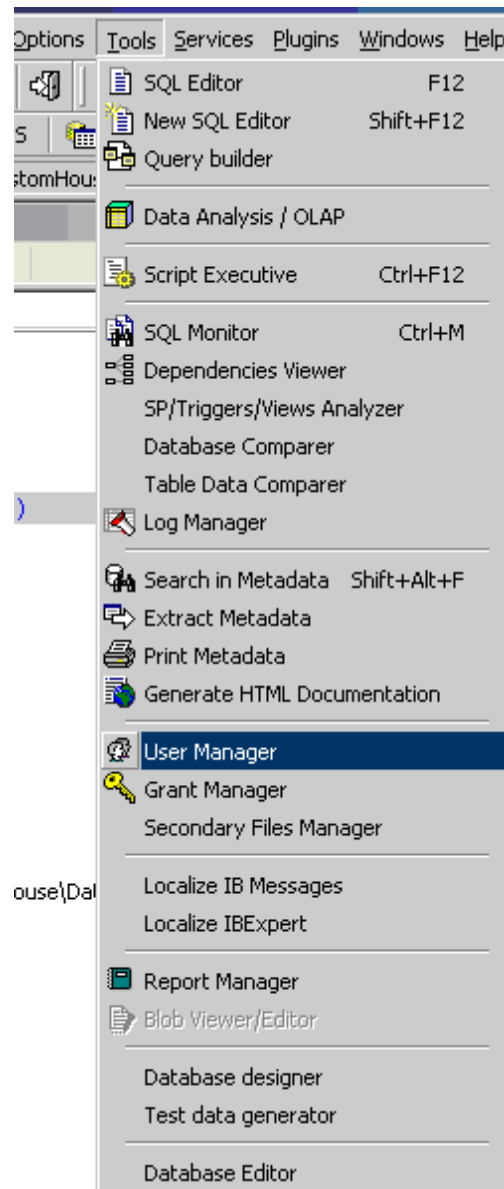 Options Tools Services Plugins Windows Help
SQL Editor F12
New SQL Editor Shift+F12
S
Query builder
stomHou
Data Analysis / OLAP
Script Executive Ctrl+F12
SQL Monitor Ctrl+M
Dependencies Viewer
SP/Triggers/Views Analyzer
Database Comparer
Table Data Comparer
)
Log Manager
Search in Metadata Shift+Alt+F
Extract Metadata
Print Metadata
Generate HTML Documentation
User Manager
Grant Manager
Secondary Files Manager
Localize IB Messages
ouse\Dal
Localize IBExpert
Report Manager
Blob Viewer/Editor
Database designer
Test data generator
Database Editor